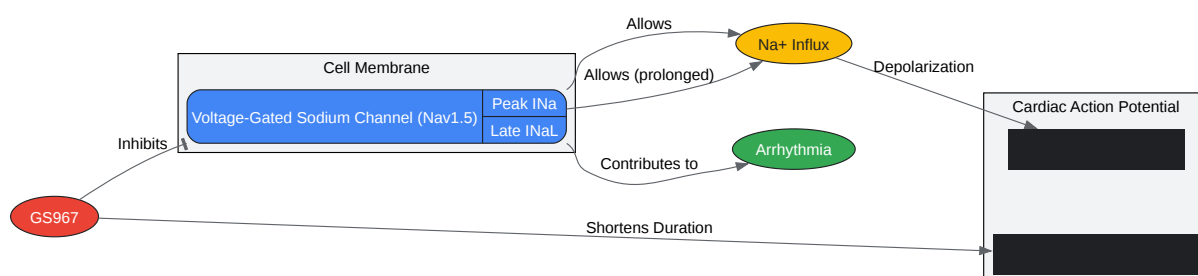 Allows
Na+ Influx
Cell Membrane
Allows (prolonged)
Depolarization
Voltage-Gated Sodium Channel (Nav1.5)
Peak INa
Late INaL
Cardiac Action Potential
Inhibits
Arrhythmia
Contributes to
GS967
Shortens Duration